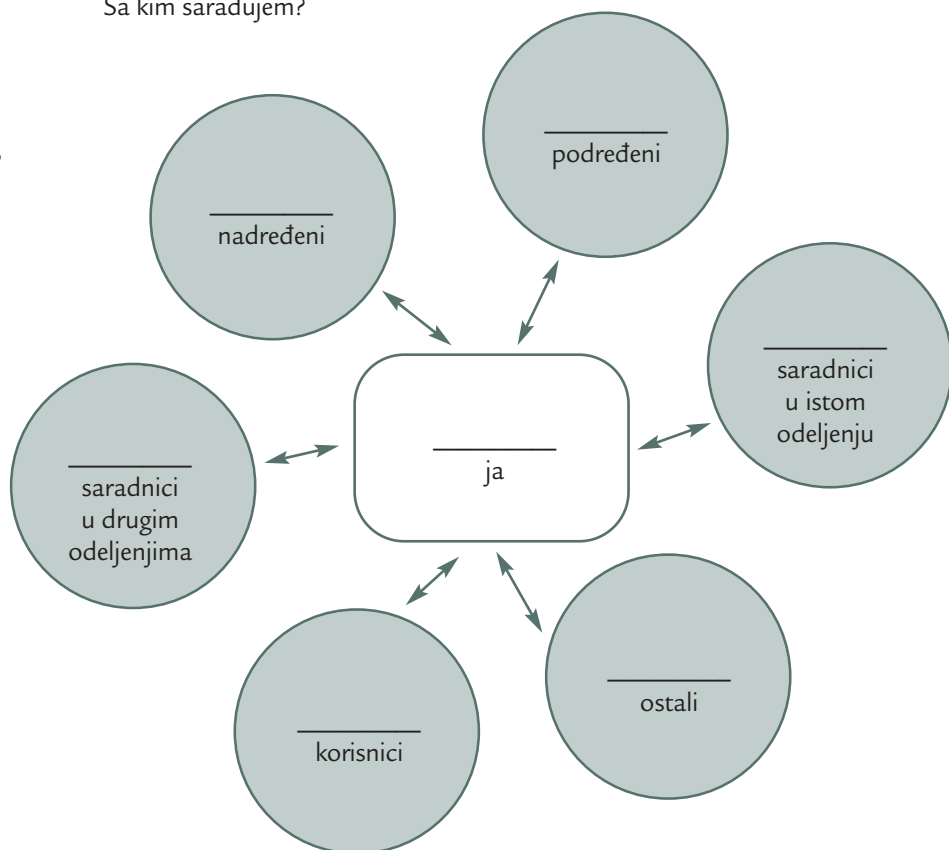 Sa kim sarađujem?
podređeni
nadređeni
saradnici
u istom
odeljenju
ja
saradnici
u drugim
odeljenjima
ostali
korisnici